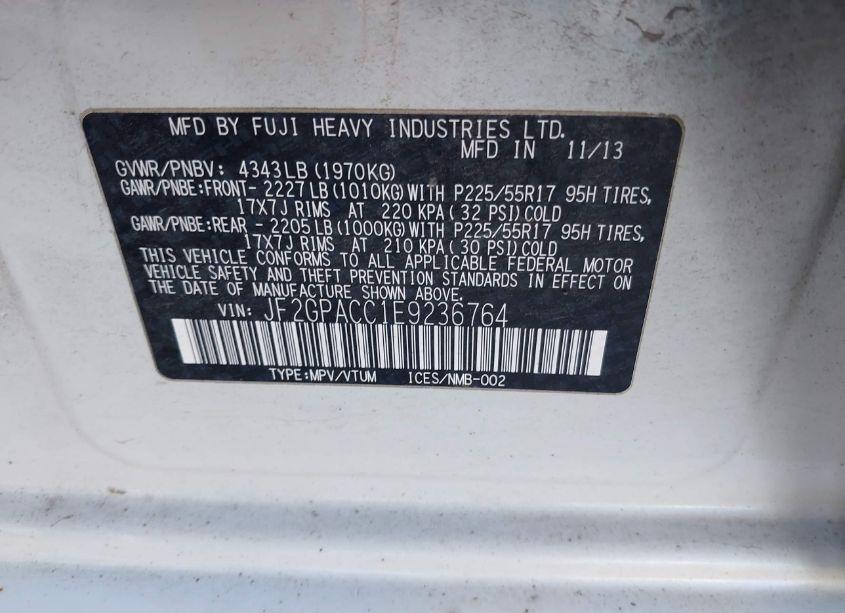 MFD BY FUJI HEAVY INDUSTRIES LTD.
MFD IN 11/13
GVWR/PNBV: 4343LB (1970KG)
GAWR/PNBE:FRONT- 2227 LB (1010KG) WITH P225/55R17 95H TIRES,
17X7J RIMS AT 220 KPA ( 32 PSI) COLD
GAWR/PNBE:REAR - 2205 LB (1000KG) WITH P225/55R17 95H TIRES,
17X7J RIMS AT 210 KPA ( 30 PSI) COLD
THIS VEHICLE CONFORMS TO ALL APPLICABLE FEDERAL MOTOR
VEHICLE SAFETY AND THEFT PREVENTION STANDARDS IN EFFECT ON
THE DATE OF MANUFACTURE SHOWN ABOVE.
VIN: JF2GPACC1E9236764
TYPE:MPV/VTUM ICES/NMB-002